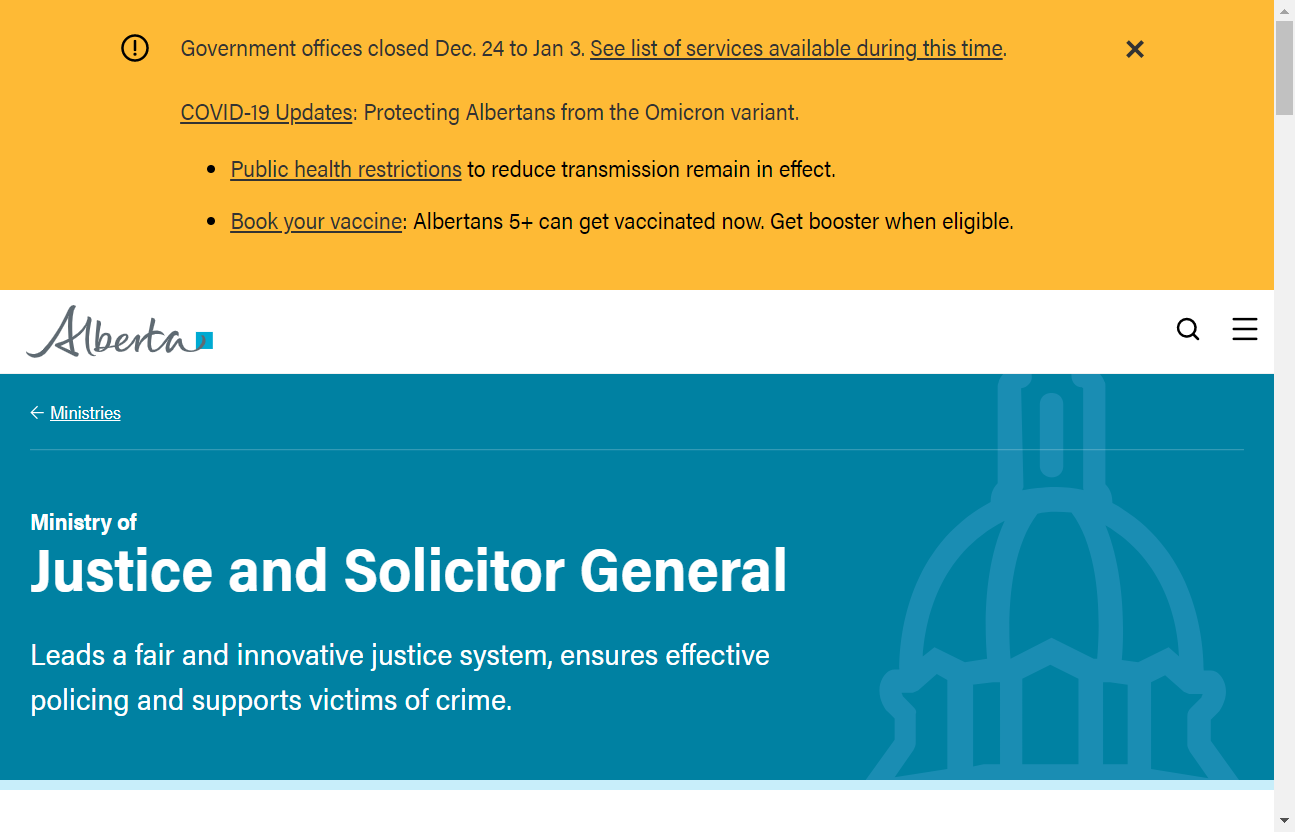 Government offices closed Dec. 24 to Jan 3. See list of services available during this time.
COVID-19 Updates: Protecting Albertans from the Omicron variant.
• Public health restrictions to reduce transmission remain in effect.
• Book your vaccine: Albertans 5+ can get vaccinated now. Get booster when eligible.
Alberta
← Ministries
Ministry of
Justice and Solicitor General
Leads a fair and innovative justice system, ensures effective
policing and supports victims of crime.